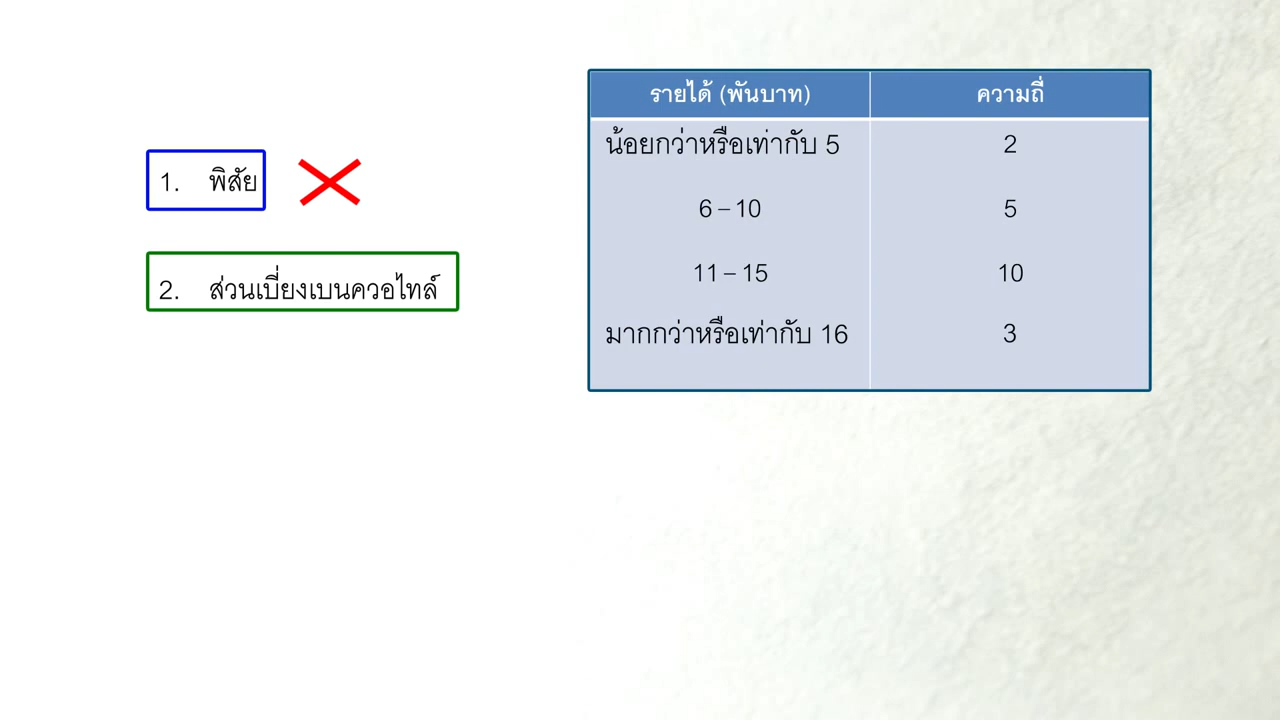 1. พิสัย
2. ส่วนเบี่ยงเบนควอไทล์
รายได้ (พันบาท) ความถี่
น้อยกว่าหรือเท่ากับ 5 2
6 – 10 5
11 – 15 10
มากกว่าหรือเท่ากับ 16 3